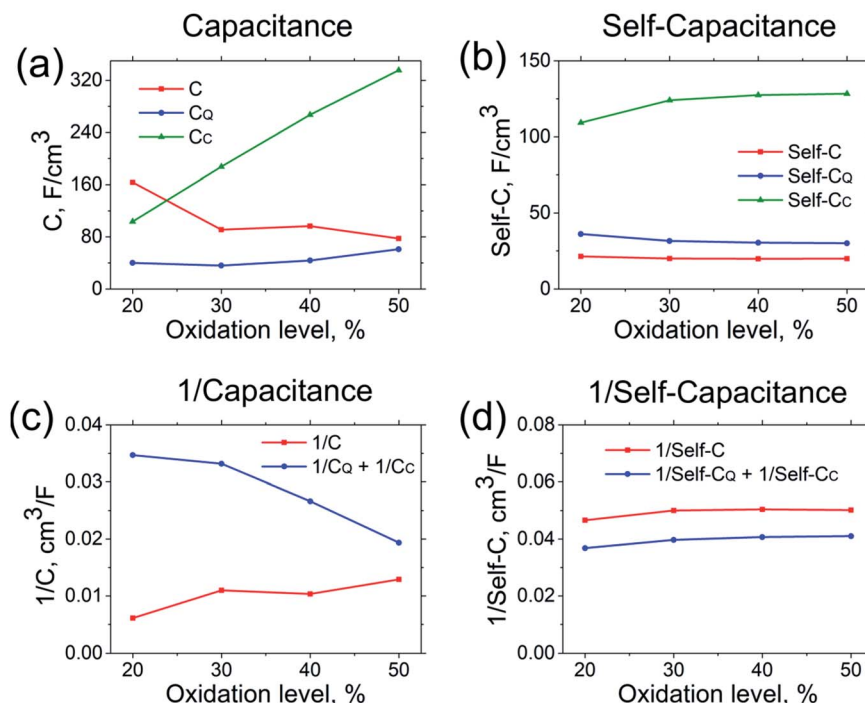 Capacitance
(a)
C, F/cm³
320
240
160
80
0
C
CQ
CC
20 30 40 50
Oxidation level, %
Self-Capacitance
(b)
Self-C, F/cm³
150
100
50
0
Self-C
Self-CQ
Self-CC
20 30 40 50
Oxidation level, %
1/Capacitance
(c)
1/C, cm³/F
0.04
0.03
0.02
0.01
0.00
1/C
1/CQ + 1/CC
20 30 40 50
Oxidation level, %
1/Self-Capacitance
(d)
1/Self-C, cm³/F
0.08
0.06
0.04
0.02
0.00
1/Self-C
1/Self-CQ + 1/Self-CC
20 30 40 50
Oxidation level, %